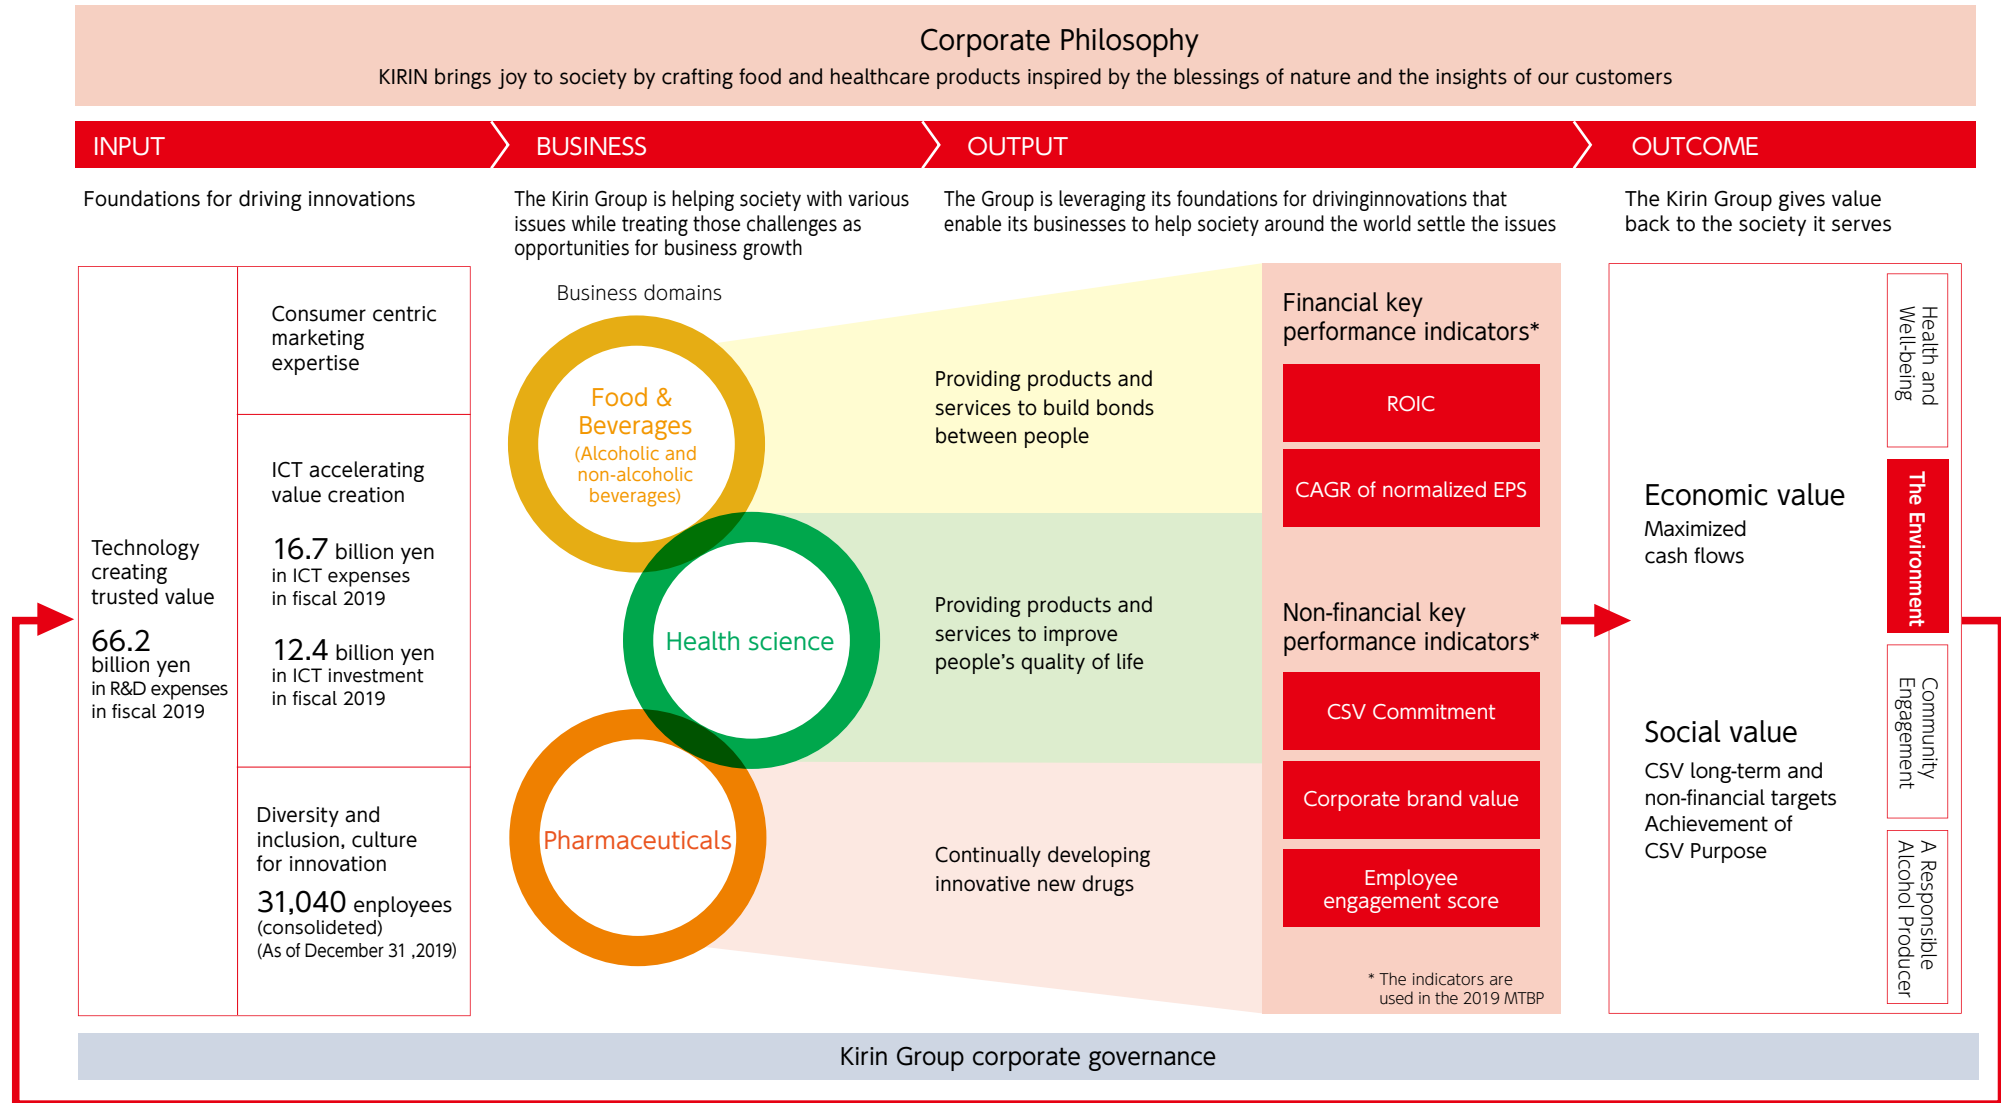 Corporate Philosophy
KIRIN brings joy to society by crafting food and healthcare products inspired by the blessings of nature and the insights of our customers
INPUT
BUSINESS
OUTPUT
OUTCOME
Foundations for driving innovations
The Kirin Group is helping society with various
issues while treating those challenges as
opportunities for business growth
The Group is leveraging its foundations for drivinginnovations that
enable its businesses to help society around the world settle the issues
The Kirin Group gives value
back to the society it serves
Technology
creating
trusted value
66.2
billion yen
in R&D expenses
in fiscal 2019
Consumer centric
marketing
expertise
ICT accelerating
value creation
16.7 billion yen
in ICT expenses
in fiscal 2019
12.4 billion yen
in ICT investment
in fiscal 2019
Diversity and
inclusion, culture
for innovation
31,040 enployees
(consolideted)
(As of December 31 ,2019)
Business domains
Food &
Beverages
(Alcoholic and
non-alcoholic
beverages)
Health science
Pharmaceuticals
Providing products and
services to build bonds
between people
Providing products and
services to improve
people's quality of life
Continually developing
innovative new drugs
Financial key
performance indicators*
ROIC
CAGR of normalized EPS
Non-financial key
performance indicators*
CSV Commitment
Corporate brand value
Employee
engagement score
* The indicators are
used in the 2019 MTBP
Economic value
Maximized
cash flows
Social value
CSV long-term and
non-financial targets
Achievement of
CSV Purpose
Health and
Well-being
The Environment
Community
Engagement
A Responsible
Alcohol Producer
Kirin Group corporate governance